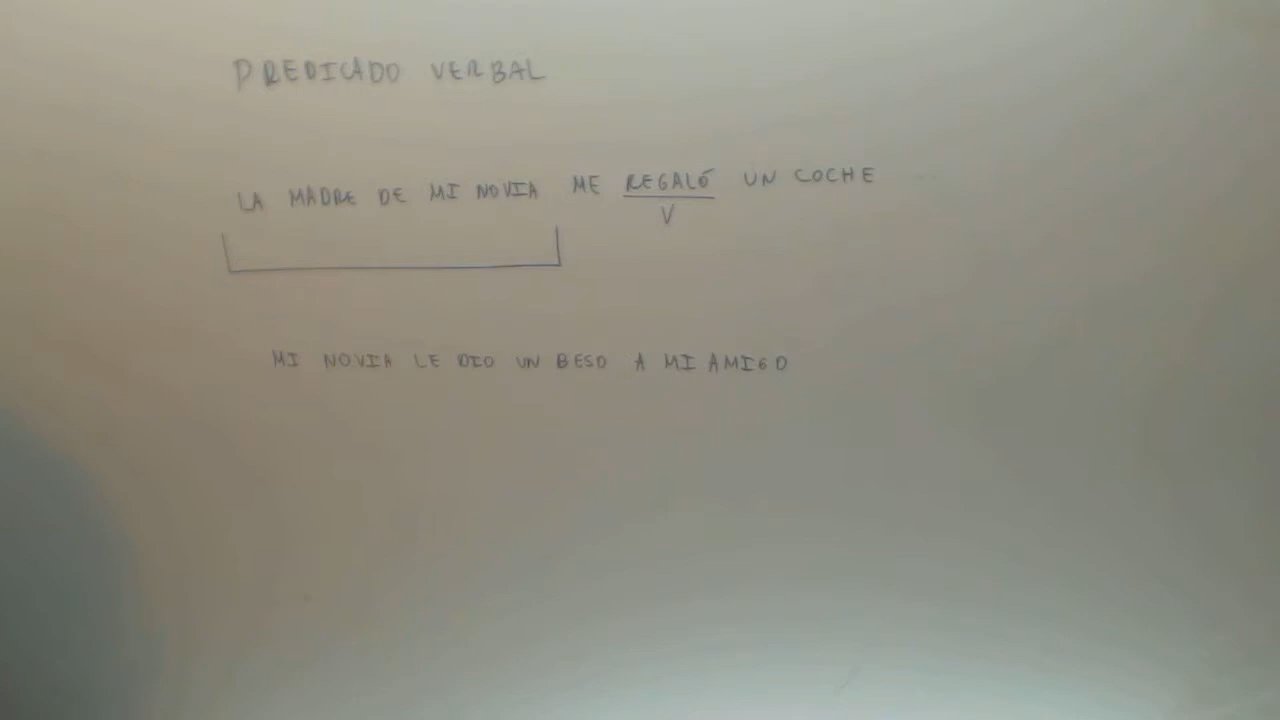 PREDICADO VERBAL
LA MADRE DE MI NOVIA ME REGALÓ UN COCHE
V
MI NOVIA LE DIO UN BESO A MI AMIGO